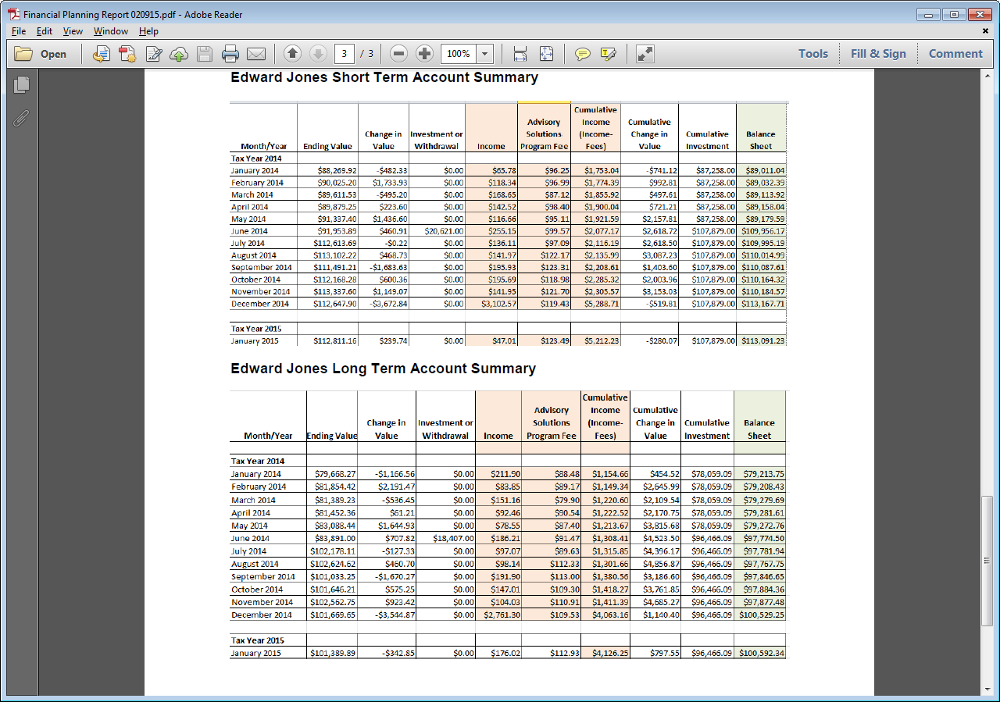 Financial Planning Report 020915.pdf - Adobe Reader
File Edit View Window Help
Open 3 / 3 100% Tools Fill & Sign Comment
Edward Jones Short Term Account Summary
Month/Year Ending Value Change in Value Investment or Withdrawal Income Advisory Solutions Program Fee Cumulative Income (Income-Fees) Cumulative Change in Value Cumulative Investment Balance Sheet
Tax Year 2014
January 2014 $88,269.92 -$482.33 $0.00 $65.78 $96.25 $1,753.04 -$741.12 $87,258.00 $89,011.04
February 2014 $90,025.20 $1,733.93 $0.00 $118.34 $96.99 $1,774.39 $992.81 $87,258.00 $89,032.39
March 2014 $89,611.53 -$495.20 $0.00 $168.65 $87.12 $1,855.92 $497.61 $87,258.00 $89,113.92
April 2014 $89,879.25 $223.60 $0.00 $142.52 $98.40 $1,900.04 $721.21 $87,258.00 $89,158.04
May 2014 $91,337.40 $1,436.60 $0.00 $116.66 $95.11 $1,921.59 $2,157.81 $87,258.00 $89,179.59
June 2014 $91,953.89 $460.91 $20,621.00 $255.15 $99.57 $2,077.17 $2,618.72 $107,879.00 $109,956.17
July 2014 $112,613.69 -$0.22 $0.00 $136.11 $97.09 $2,116.19 $2,618.50 $107,879.00 $109,995.19
August 2014 $113,102.22 $468.73 $0.00 $141.97 $122.17 $2,135.99 $3,087.23 $107,879.00 $110,014.99
September 2014 $111,491.21 -$1,683.63 $0.00 $195.93 $123.31 $2,208.61 $1,403.60 $107,879.00 $110,087.61
October 2014 $112,168.28 $600.36 $0.00 $195.69 $118.98 $2,285.32 $2,003.96 $107,879.00 $110,164.32
November 2014 $113,337.60 $1,149.07 $0.00 $141.95 $121.70 $2,305.57 $3,153.03 $107,879.00 $110,184.57
December 2014 $112,647.90 -$3,672.84 $0.00 $3,102.57 $119.43 $5,288.71 -$519.81 $107,879.00 $113,167.71
Tax Year 2015
January 2015 $112,811.16 $239.74 $0.00 $47.01 $123.49 $5,212.23 -$280.07 $107,879.00 $113,091.23
Edward Jones Long Term Account Summary
Month/Year Ending Value Change in Value Investment or Withdrawal Income Advisory Solutions Program Fee Cumulative Income (Income-Fees) Cumulative Change in Value Cumulative Investment Balance Sheet
Tax Year 2014
January 2014 $79,668.27 -$1,166.56 $0.00 $211.90 $88.48 $1,154.66 $454.52 $78,059.09 $79,213.75
February 2014 $81,854.42 $2,191.47 $0.00 $83.85 $89.17 $1,149.34 $2,645.99 $78,059.09 $79,208.43
March 2014 $81,389.23 -$536.45 $0.00 $151.16 $79.90 $1,220.60 $2,109.54 $78,059.09 $79,279.69
April 2014 $81,452.36 $61.21 $0.00 $92.46 $90.54 $1,222.52 $2,170.75 $78,059.09 $79,281.61
May 2014 $83,088.44 $1,644.93 $0.00 $78.55 $87.40 $1,213.67 $3,815.68 $78,059.09 $79,272.76
June 2014 $83,891.00 $707.82 $18,407.00 $186.21 $91.47 $1,308.41 $4,523.50 $96,466.09 $97,774.50
July 2014 $102,178.11 -$127.33 $0.00 $97.07 $89.63 $1,315.85 $4,396.17 $96,466.09 $97,781.94
August 2014 $102,624.62 $460.70 $0.00 $98.14 $112.33 $1,301.66 $4,856.87 $96,466.09 $97,767.75
September 2014 $101,033.25 -$1,670.27 $0.00 $191.90 $113.00 $1,380.56 $3,186.60 $96,466.09 $97,846.65
October 2014 $101,646.21 $575.25 $0.00 $147.01 $109.30 $1,418.27 $3,761.85 $96,466.09 $97,884.36
November 2014 $102,562.75 $923.42 $0.00 $104.03 $110.91 $1,411.39 $4,685.27 $96,466.09 $97,877.48
December 2014 $101,669.65 -$3,544.87 $0.00 $2,761.30 $109.53 $4,063.16 $1,140.40 $96,466.09 $100,529.25
Tax Year 2015
January 2015 $101,389.89 -$342.85 $0.00 $176.02 $112.93 $4,126.25 $797.55 $96,466.09 $100,592.34